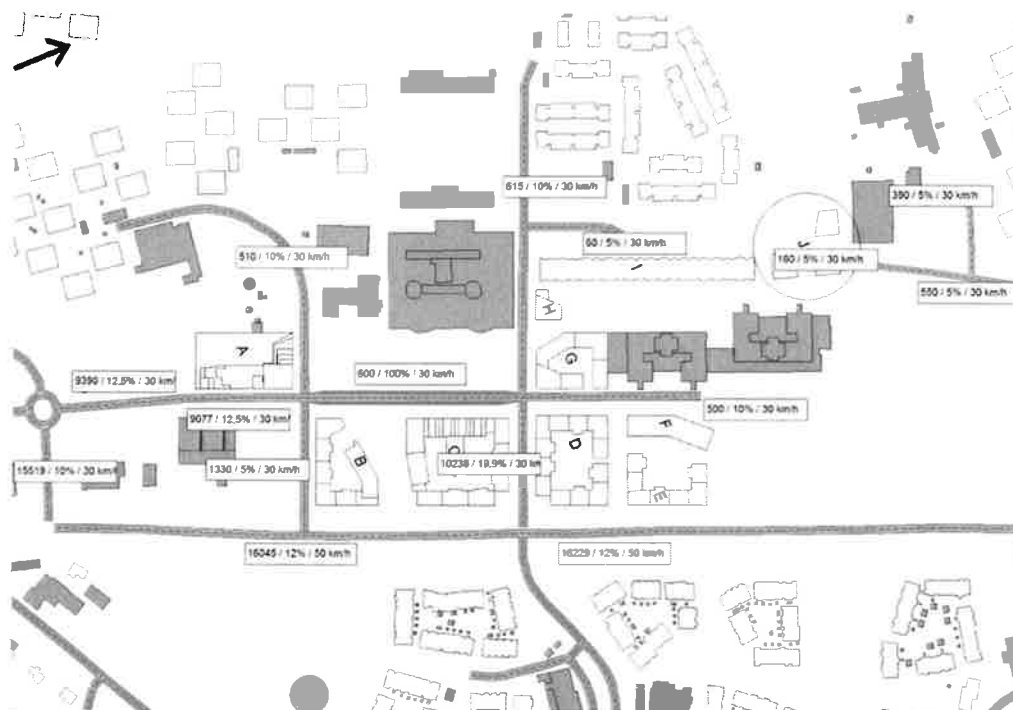 615 / 10% / 30 km/h
390 / 5% / 30 km/h
510 / 10% / 30 km/h
60 / 5% / 30 km/h
160 / 5% / 30 km/h
J
I
550 / 5% / 30 km/h
H
A
G
9390 / 12,5% / 30 km/
600 / 100% / 30 km/h
500 / 10% / 30 km/h
9077 / 12,5% / 30 km/
F
D
B
C
15519 / 10% / 30 km/
1330 / 5% / 30 km/h
10238 / 19,9% / 30 km
E
16045 / 12% / 50 km/h
16229 / 12% / 50 km/h